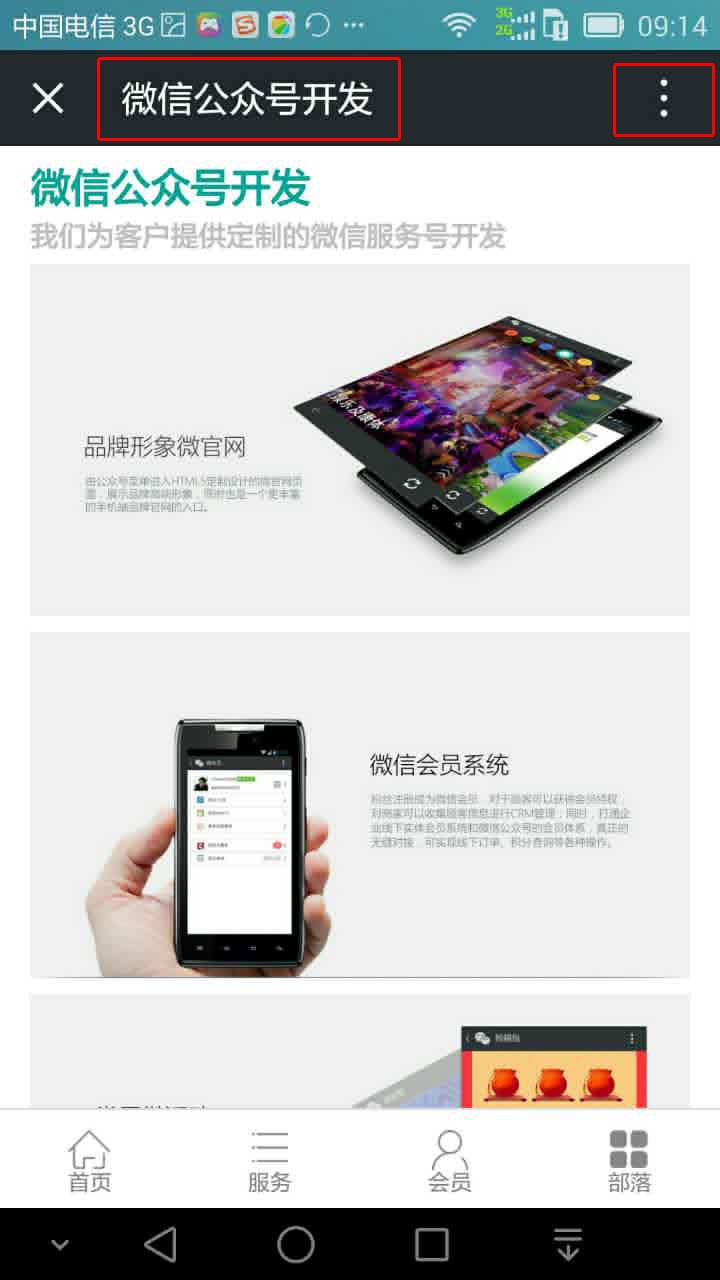 中国电信 3G
3G
2G
09:14
微信公众号开发
微信公众号开发
我们为客户提供定制的微信服务号开发
品牌形象微官网
由公众号菜单进入HTML5定制设计的微官网页
面，展示品牌高端形象，同时也是一个更丰富
的手机端品牌官网的入口。
娱乐及康体
微信会员系统
粉丝注册成为微信会员，对于顾客可以获得会员特权，
对商家可以收集顾客信息进行CRM管理；同时，打通企
业线下实体会员系统和微信公众号的会员体系，真正的
无缝对接，可实现线下订单、积分查询等各种操作。
首页
服务
会员
部落